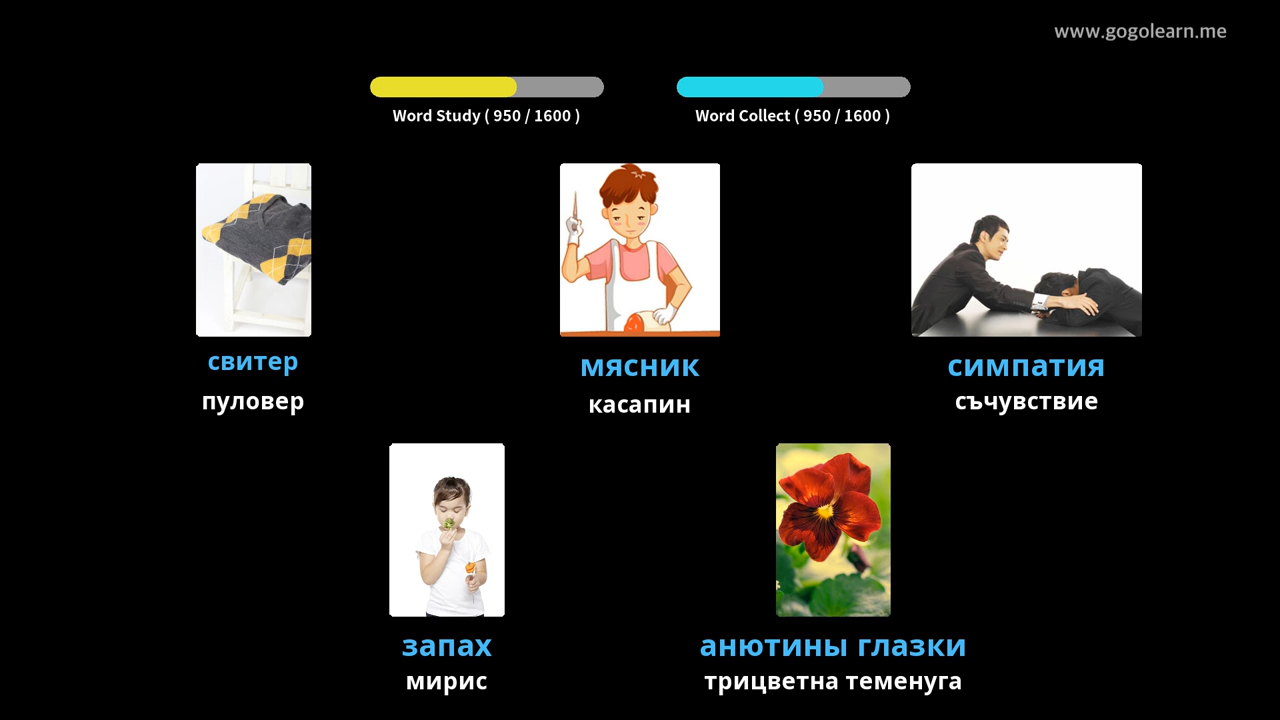 www.gogolearn.me
Word Study ( 950 / 1600 )
Word Collect ( 950 / 1600 )
свитер
пуловер
мясник
касапин
симпатия
съчувствие
запах
мирис
анютины глазки
трицветна теменуга